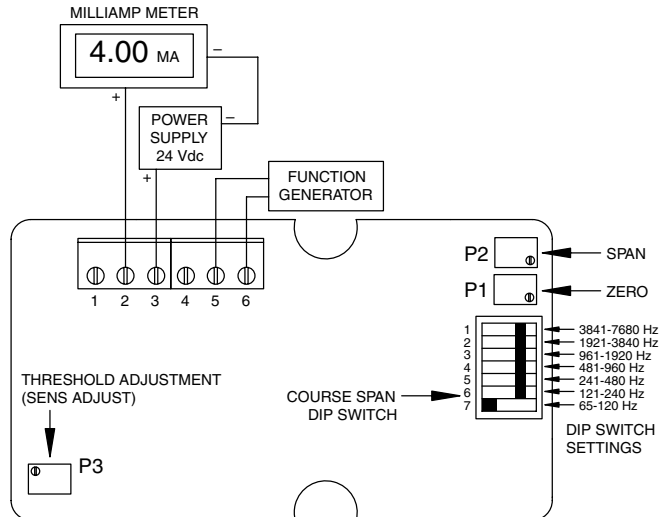 MILLIAMP METER
4.00 MA
–
+
POWER
SUPPLY
24 Vdc
–
+
FUNCTION
GENERATOR
1 2 3 4 5 6
P2
SPAN
P1
ZERO
1 3841-7680 Hz
2 1921-3840 Hz
3 961-1920 Hz
4 481-960 Hz
5 241-480 Hz
6 121-240 Hz
7 65-120 Hz
COURSE SPAN
DIP SWITCH
DIP SWITCH
SETTINGS
THRESHOLD ADJUSTMENT
(SENS ADJUST)
P3